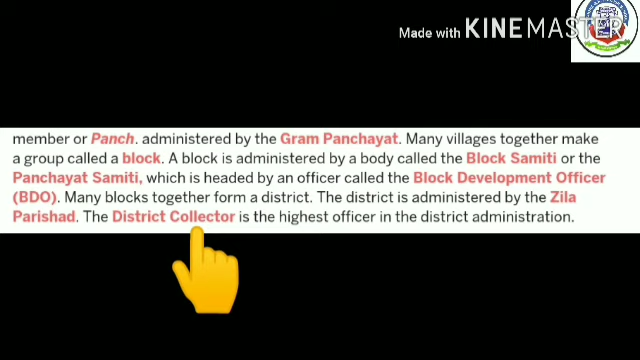 Made with KINEMASTER
member or Panch. administered by the Gram Panchayat. Many villages together make
a group called a block. A block is administered by a body called the Block Samiti or the
Panchayat Samiti, which is headed by an officer called the Block Development Officer
(BDO). Many blocks together form a district. The district is administered by the Zila
Parishad. The District Collector is the highest officer in the district administration.